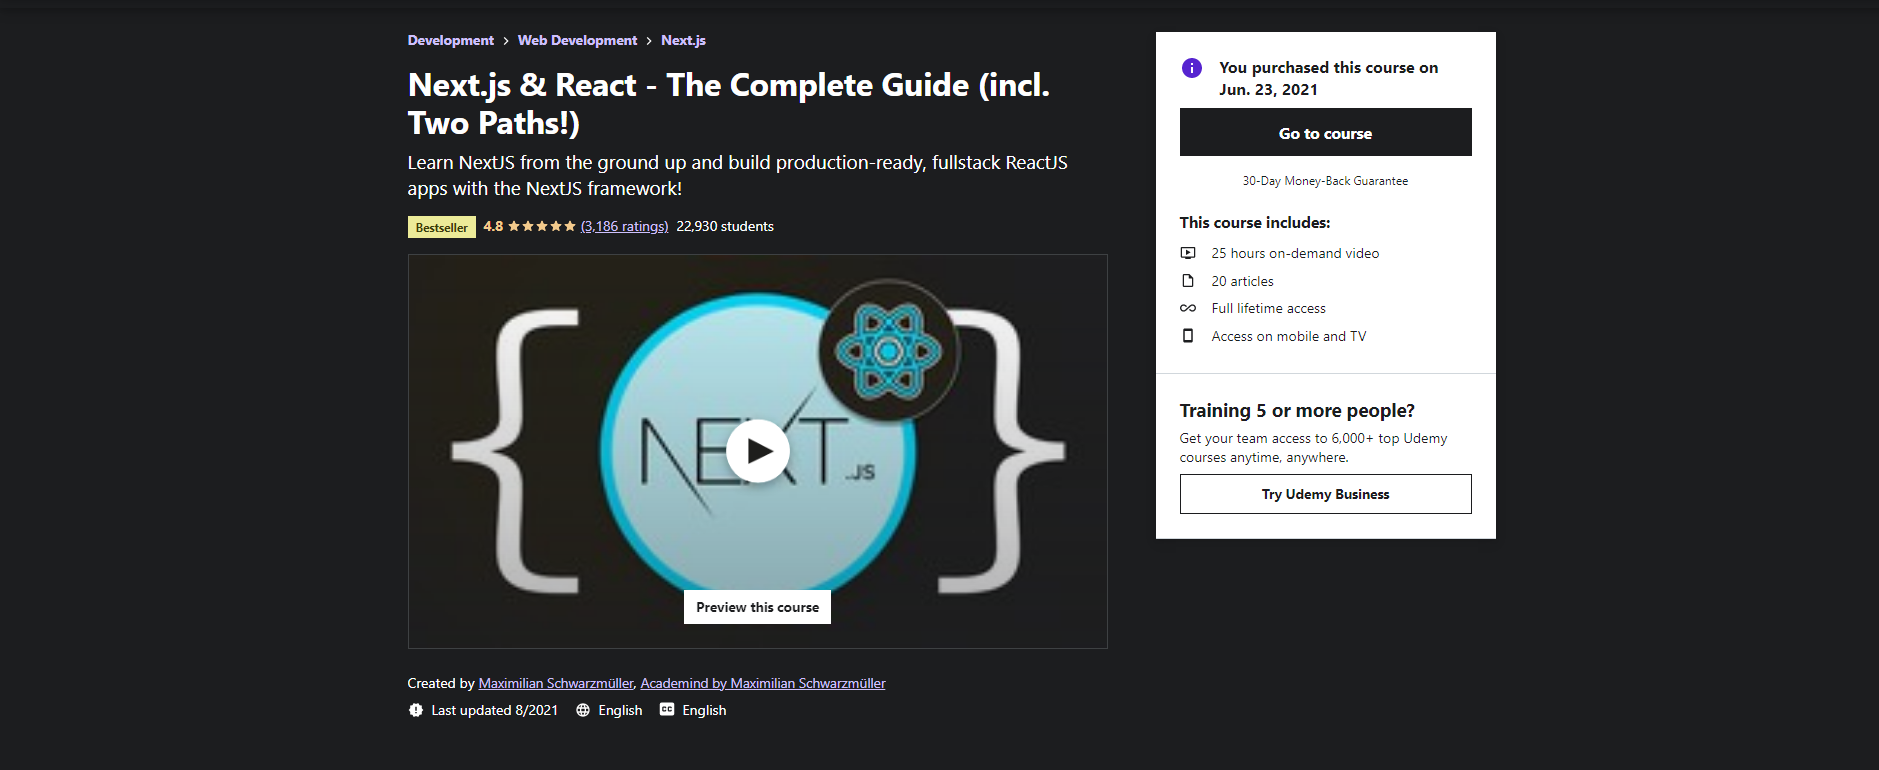 Development > Web Development > Next.js
Next.js & React - The Complete Guide (incl.
Two Paths!)
Learn NextJS from the ground up and build production-ready, fullstack ReactJS
apps with the NextJS framework!
Bestseller 4.8 ★★★★★ (3,186 ratings) 22,930 students
NEXT
.JS
Preview this course
Created by Maximilian Schwarzmüller, Academind by Maximilian Schwarzmüller
Last updated 8/2021 English CC English
You purchased this course on
Jun. 23, 2021
Go to course
30-Day Money-Back Guarantee
This course includes:
25 hours on-demand video
20 articles
Full lifetime access
Access on mobile and TV
Training 5 or more people?
Get your team access to 6,000+ top Udemy
courses anytime, anywhere.
Try Udemy Business